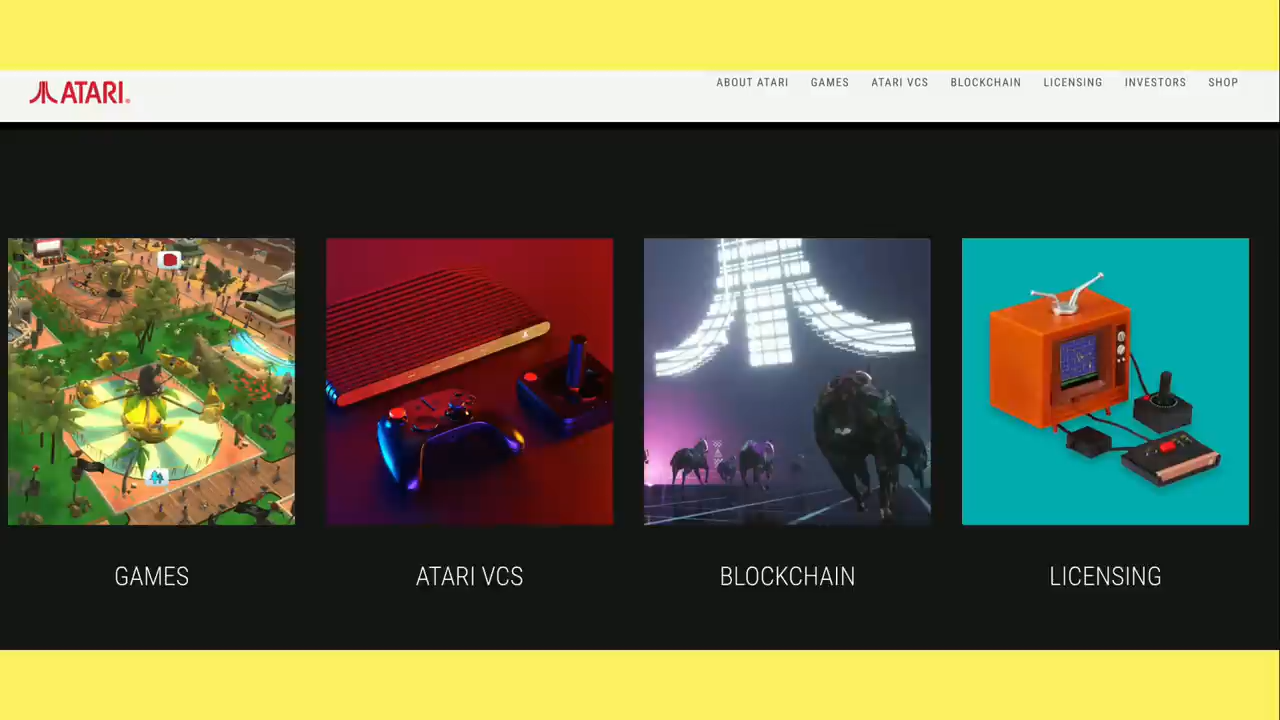 ATARI
ABOUT ATARI GAMES ATARI VCS BLOCKCHAIN LICENSING INVESTORS SHOP
GAMES ATARI VCS BLOCKCHAIN LICENSING